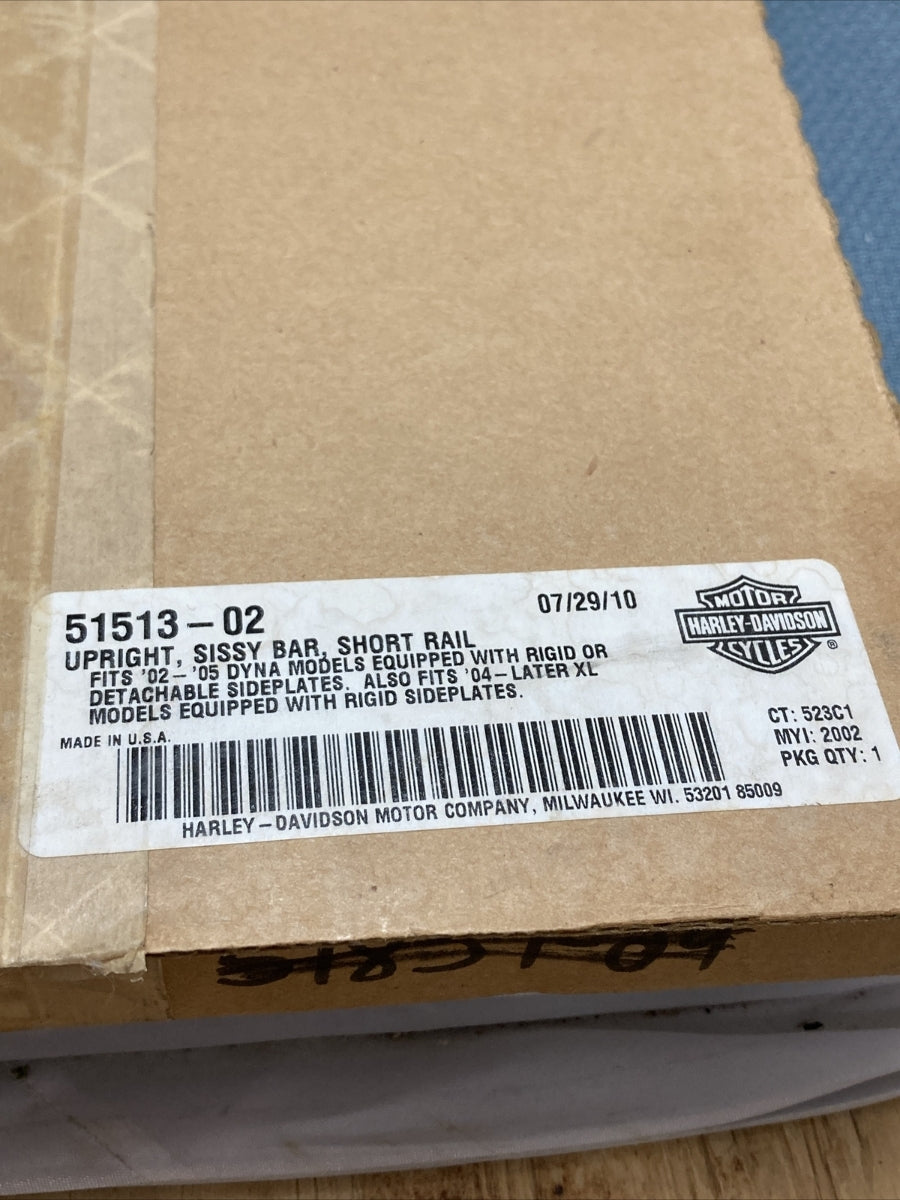 51513-02
07/29/10
UPRIGHT, SISSY BAR, SHORT RAIL
FITS '02-'05 DYNA MODELS EQUIPPED WITH RIGID OR
DETACHABLE SIDEPLATES. ALSO FITS '04-LATER XL
MODELS EQUIPPED WITH RIGID SIDEPLATES.
MOTOR
HARLEY-DAVIDSON
CYCLES®
MADE IN U.S.A.
CT: 523C1
MYI: 2002
PKG QTY: 1
HARLEY-DAVIDSON MOTOR COMPANY, MILWAUKEE WI. 53201 85009